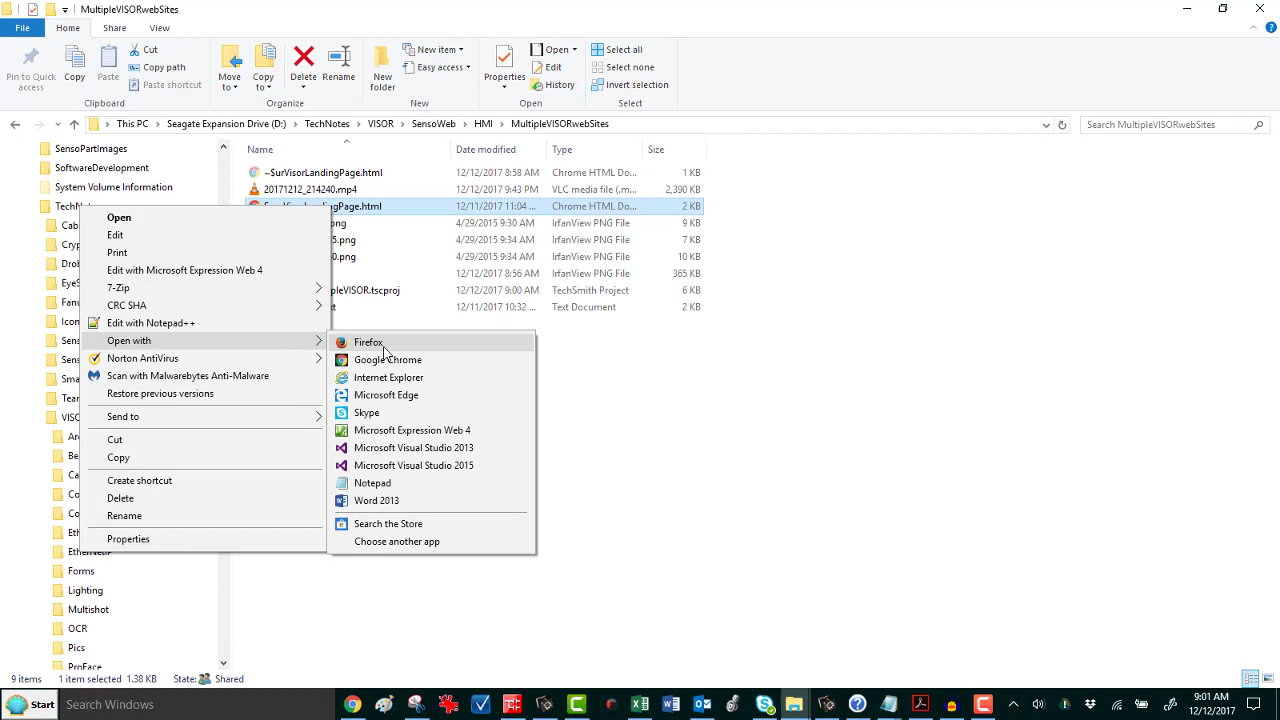 MultipleVISORwebSites
File Home Share View
Pin to Quick access
Copy
Paste
Cut
Copy path
Paste shortcut
Clipboard
Move to
Copy to
Delete
Rename
Organize
New folder
New item
Easy access
New
Properties
Open
Edit
History
Open
Select all
Select none
Invert selection
Select
This PC Seagate Expansion Drive (D:) TechNotes VISOR SensoWeb HMI MultipleVISORwebSites
Search MultipleVISORwebSites
SensoPartImages
SoftwareDevelopment
System Volume Information
Name Date modified Type Size
~SurVisorLandingPage.html 12/12/2017 8:58 AM Chrome HTML Do... 1 KB
20171212_214240.mp4 12/12/2017 9:43 PM VLC media file (.m... 2,390 KB
12/11/2017 11:04 ... Chrome HTML Do... 2 KB
4/29/2015 9:30 AM IrfanView PNG File 9 KB
4/29/2015 9:34 AM IrfanView PNG File 7 KB
4/29/2015 9:34 AM IrfanView PNG File 10 KB
12/12/2017 8:56 AM IrfanView PNG File 365 KB
12/12/2017 9:00 AM TechSmith Project 1 KB
12/11/2017 10:32 ... Text Document 2 KB
Open
Edit
Print
Edit with Microsoft Expression Web 4
7-Zip
CRC SHA
Edit with Notepad++
Open with
Norton AntiVirus
Scan with Malwarebytes Anti-Malware
Restore previous versions
Send to
Cut
Copy
Create shortcut
Delete
Rename
Properties
Firefox
Google Chrome
Internet Explorer
Microsoft Edge
Skype
Microsoft Expression Web 4
Microsoft Visual Studio 2013
Microsoft Visual Studio 2015
Notepad
Word 2013
Search the Store
Choose another app
Forms
Lighting
Multishot
OCR
Pics
ProFace
9 items 1 item selected 1.38 KB State: Shared
Start
Search Windows
9:01 AM
12/12/2017